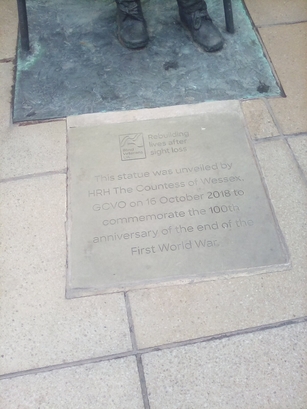 Rebuilding
lives after
sight loss
This statue was unveiled by
HRH The Countess of Wessex,
GCVO on 16 October 2018 to
commemorate the 100th
anniversary of the end of the
First World War.